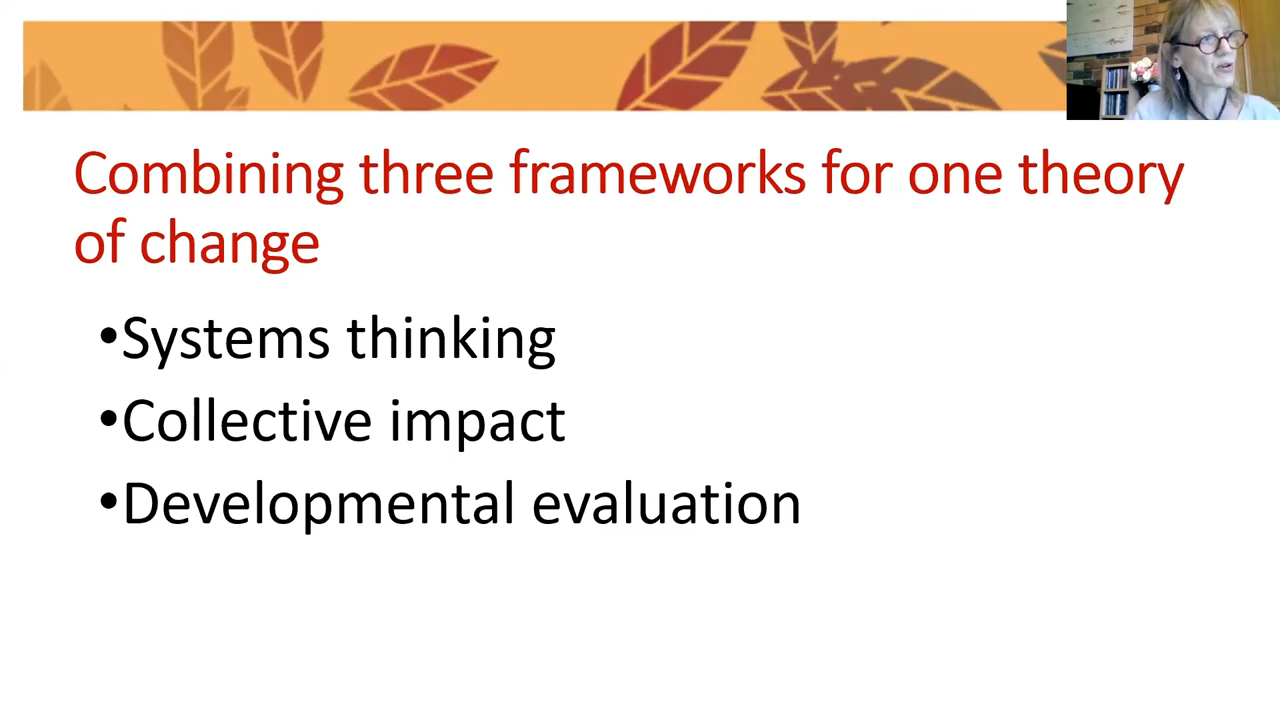 Combining three frameworks for one theory
of change
•Systems thinking
•Collective impact
•Developmental evaluation